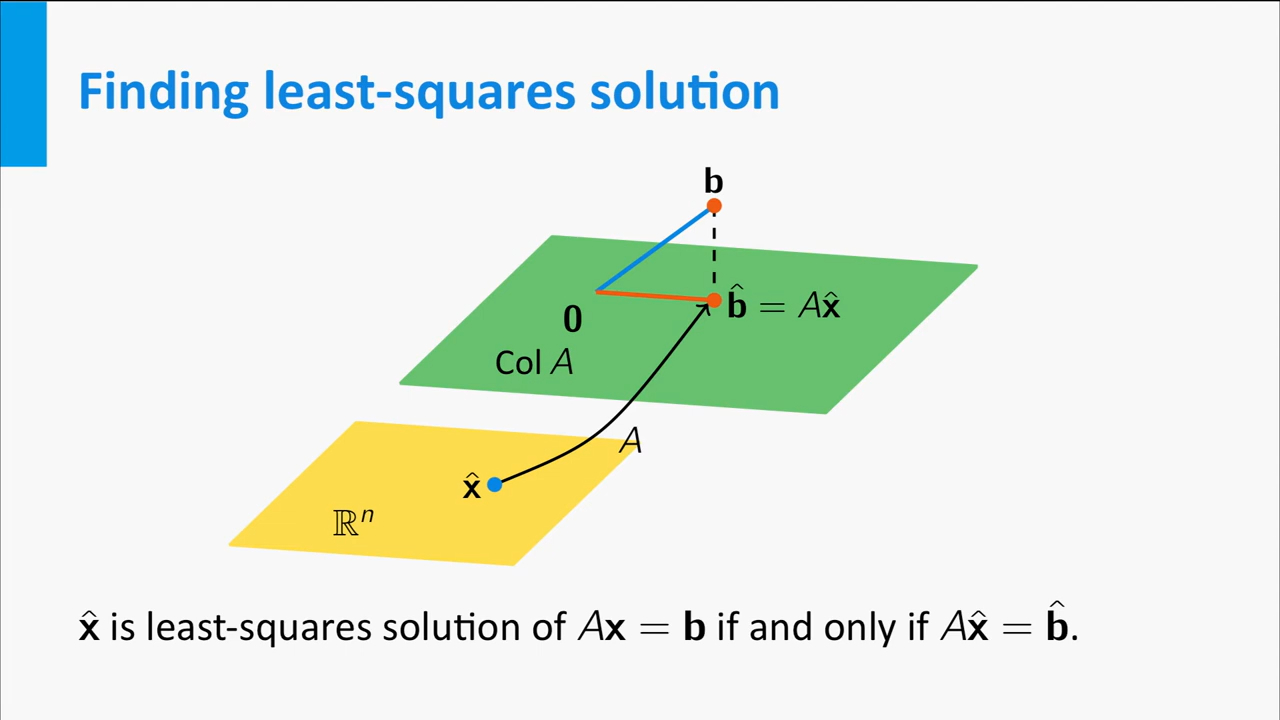 Finding least-squares solution
b
b̂ = Ax̂
0
Col A
A
x̂
ℝⁿ
x̂ is least-squares solution of Ax = b if and only if Ax̂ = b̂.